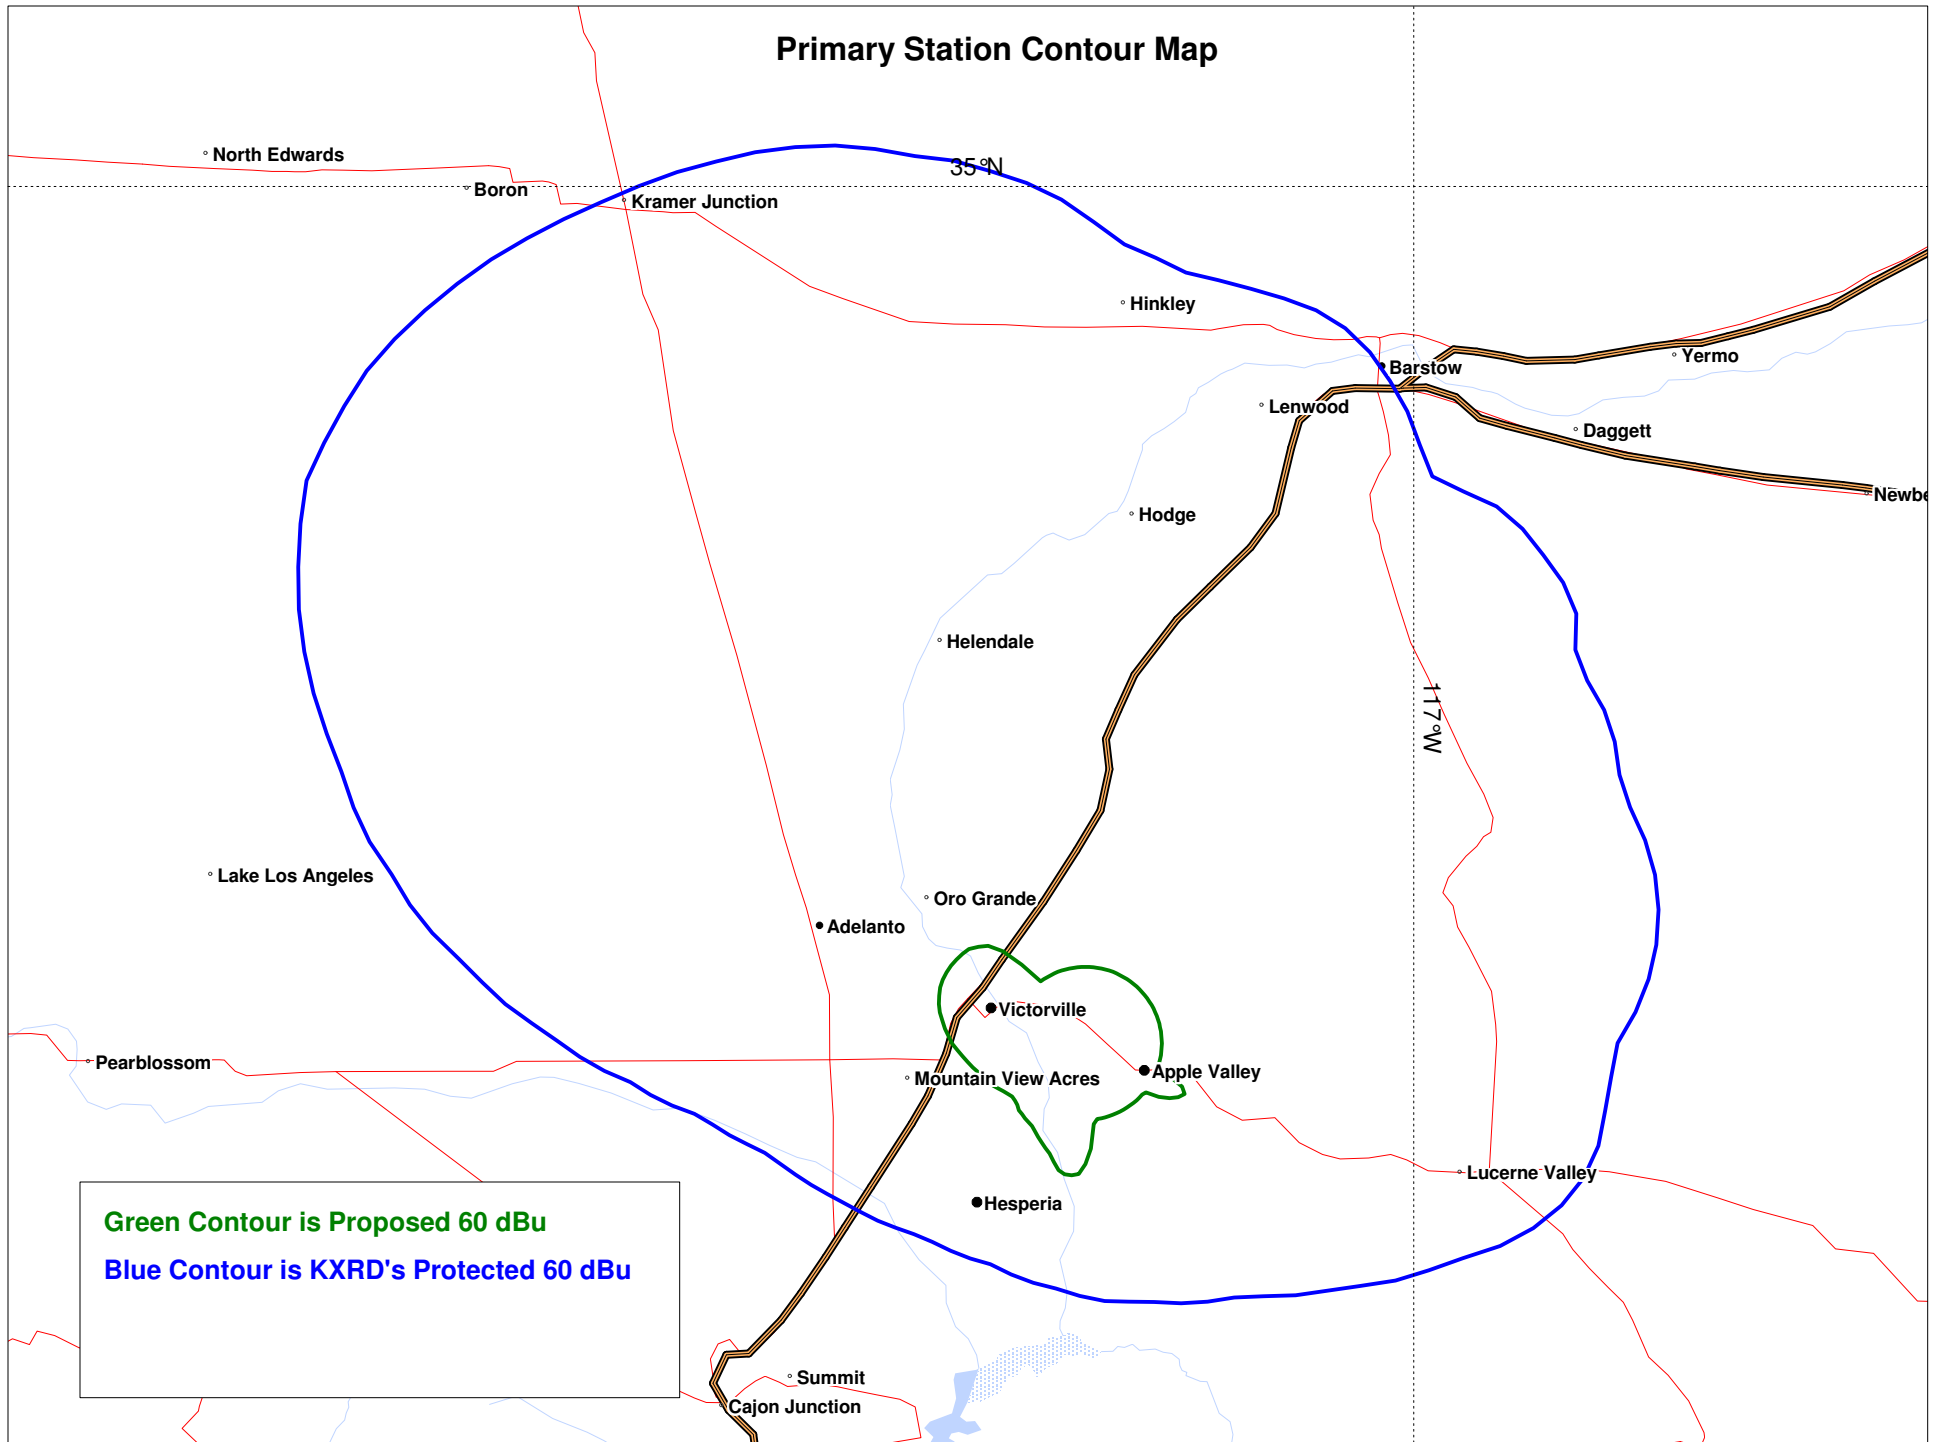 Primary Station Contour Map
North Edwards
35°N
Boron
Kramer Junction
Hinkley
Yermo
Barstow
Lenwood
Daggett
Newbe
Hodge
Helendale
117°W
Lake Los Angeles
Oro Grande
Adelanto
Victorville
Pearblossom
Apple Valley
Mountain View Acres
Lucerne Valley
Hesperia
Green Contour is Proposed 60 dBu
Blue Contour is KXRD's Protected 60 dBu
Summit
Cajon Junction